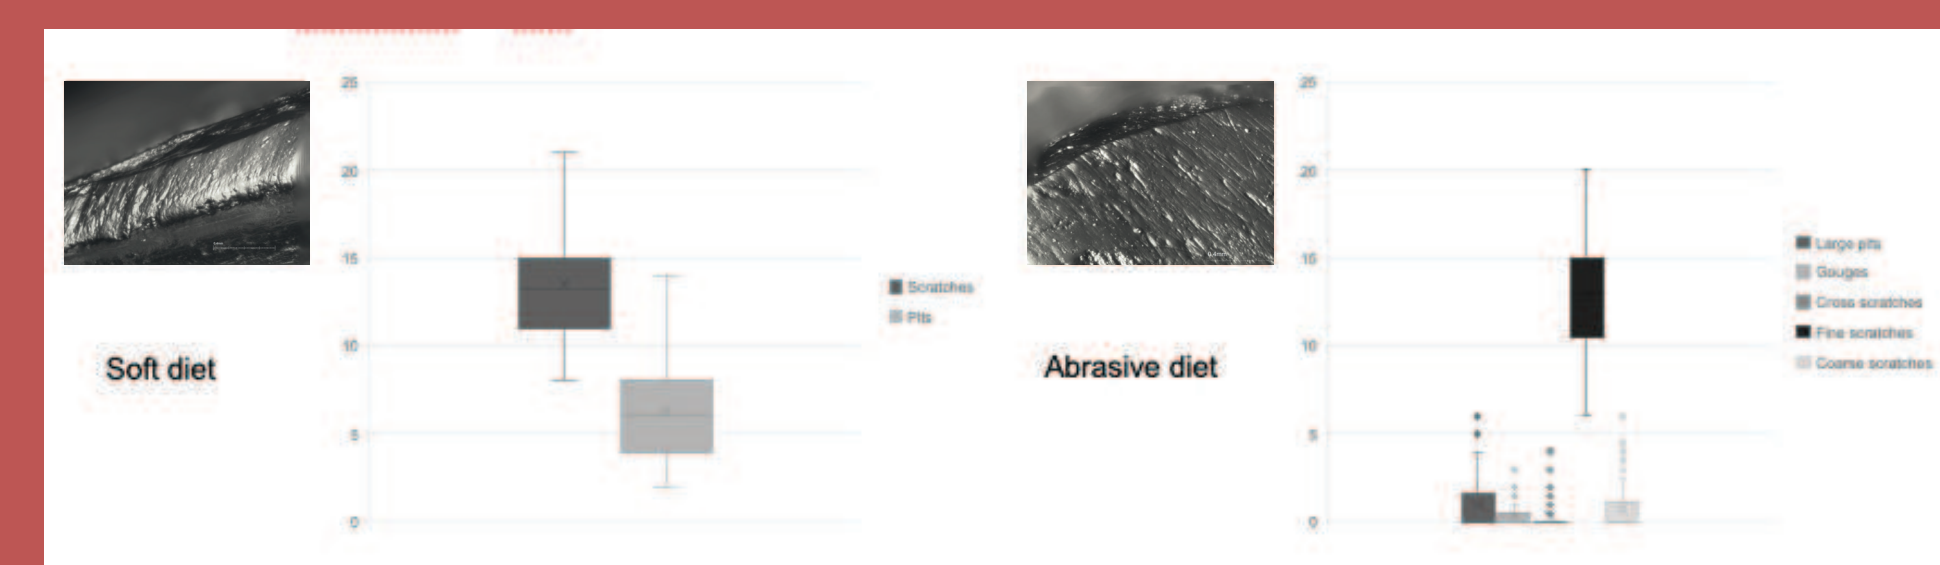 25
20
15
10
5
0
Soft diet
Scratches
Pits
25
20
15
10
5
0
Abrasive diet
Large pits
Gouges
Cross scratches
Fine scratches
Coarse scratches